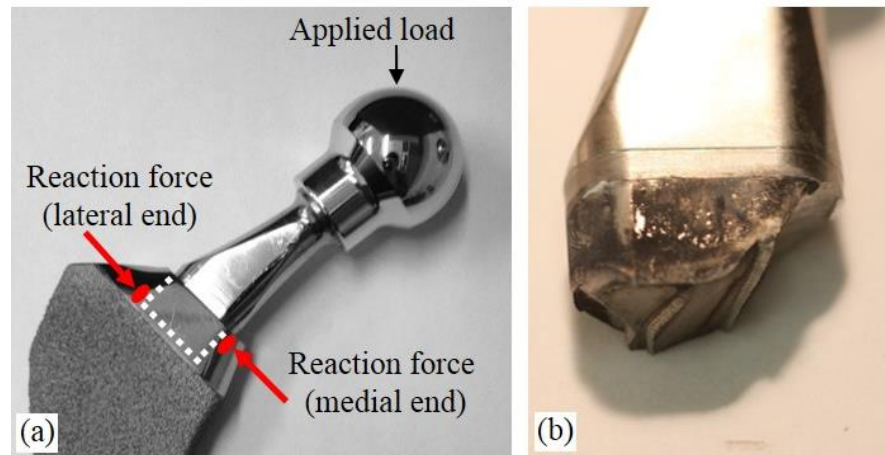 Applied load
Reaction force
(lateral end)
Reaction force
(medial end)
(a)
(b)